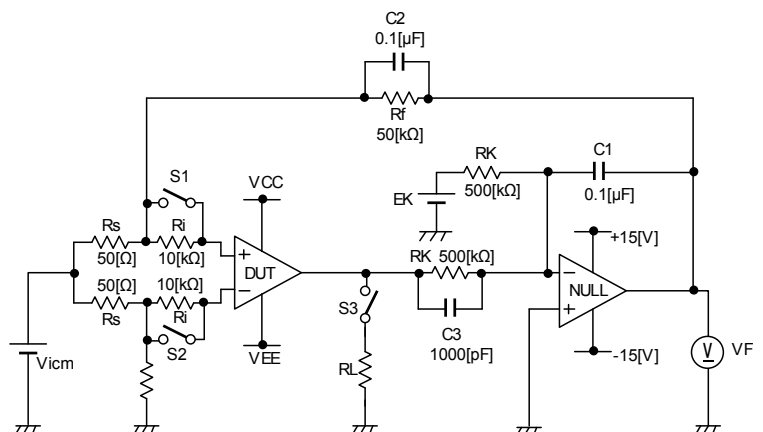 C2
0.1[µF]
Rf
50[kΩ]
S1
VCC
RK
500[kΩ]
EK
C1
0.1[µF]
Rs
50[Ω]
Ri
10[kΩ]
+
DUT
−
+15[V]
RK 500[kΩ]
−
NULL
+
50[Ω]
Rs
10[kΩ]
Ri
S2
VEE
S3
C3
1000[pF]
RL
-15[V]
V
VF
Vicm